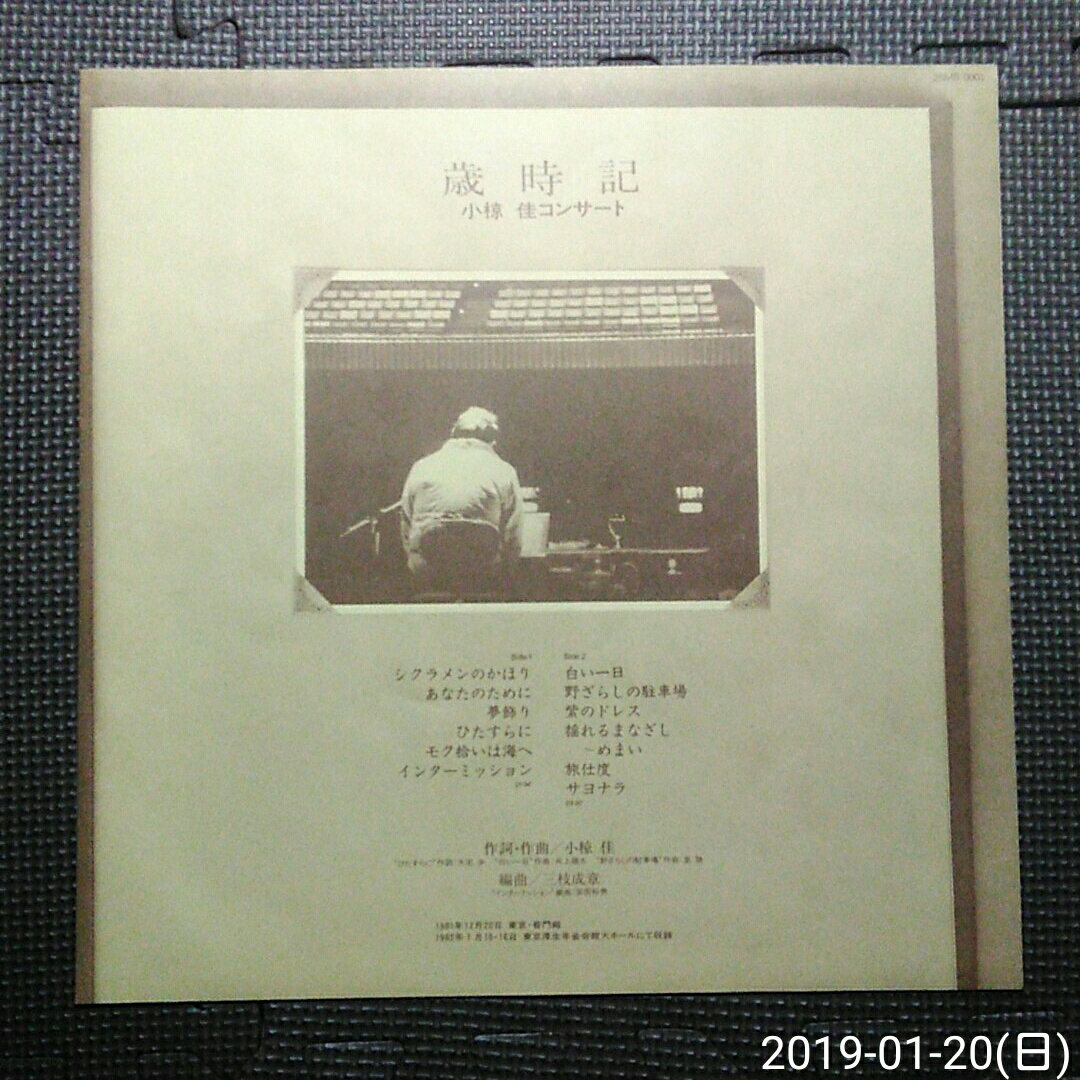 歳時記
小椋 佳コンサート
Side 1
シクラメンのかほり
あなたのために
夢飾り
ひたすらに
モク拾いは海へ
インターミッション
Side 2
白い一日
野ざらしの駐車場
紫のドレス
揺れるまなざし
～めまい
旅仕度
サヨナラ
作詞・作曲／小椋 佳
編曲／三枝成章
2019-01-20(日)